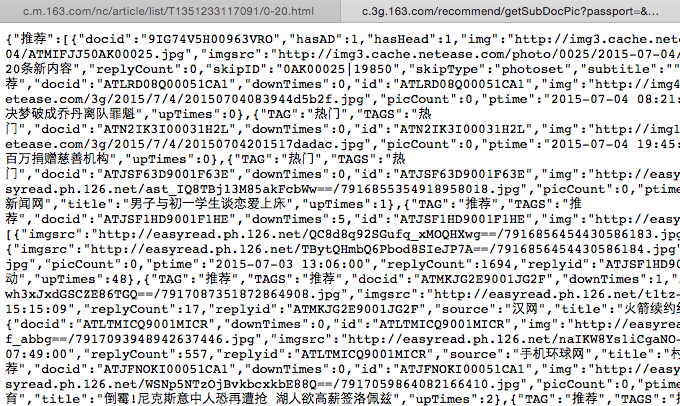 c.m.163.com/nc/article/list/T1351233117091/0-20.html
c.3g.163.com/recommend/getSubDocPic?passport=&...
{"推荐":[{"docid":"9IG74V5H00963VRO","hasAD":1,"hasHead":1,"img":"http://img3.cache.netease.com/photo/0025/2015-07-
04/ATMIFJJ50AK00025.jpg","imgsrc":"http://img3.cache.netease.com/photo/0025/2015-07-04/
20条新内容","replyCount":0,"skipID":"0AK00025|19850","skipType":"photoset","subtitle":""
荐","docid":"ATLRD08Q00051CA1","downTimes":0,"id":"ATLRD08Q00051CA1","img":"http://img4
etease.com/3g/2015/7/4/20150704083944d5b2f.jpg","picCount":0,"ptime":"2015-07-04 08:21:
决梦破成乔丹离队罪魁","upTimes":0},{"TAG":"热门","TAGS":"热
门","docid":"ATN2IK3I00031H2L","downTimes":0,"id":"ATN2IK3I00031H2L","img":"http://img1
etease.com/3g/2015/7/4/20150704201517dadac.jpg","picCount":0,"ptime":"2015-07-04 19:45:
百万捐赠慈善机构","upTimes":0},{"TAG":"热门","TAGS":"热
门","docid":"ATJSF63D9001F63E","downTimes":0,"id":"ATJSF63D9001F63E","img":"http://easy
syread.ph.126.net/ast_IQ8TBj13M85akFcbWw==/7916855354918958018.jpg","picCount":0,"ptime
新闻网","title":"男子与初一学生谈恋爱上床","upTimes":1},{"TAG":"推荐","TAGS":"推
荐","docid":"ATJSF1HD9001F1HE","downTimes":5,"id":"ATJSF1HD9001F1HE","img":"http://easy
[{"imgsrc":"http://easyread.ph.126.net/QC8d8q92SGufq_xMOQHXwg==/7916856454430586183.jpg
{"imgsrc":"http://easyread.ph.126.net/TBytQHmbQ6Pbod8SIeJP7A==/7916856454430586184.jpg"
jpg","picCount":0,"ptime":"2015-07-03 13:06:00","replyCount":1694,"replyid":"ATJSF1HD90
动","upTimes":48},{"TAG":"推荐","TAGS":"推荐","docid":"ATMKJG2E9001JG2F","downTimes":1,
wh3xJxdGSCZE86TGQ==/7917087351872864908.jpg","imgsrc":"http://easyread.ph.126.net/t1tz-
15:15:09","replyCount":17,"replyid":"ATMKJG2E9001JG2F","source":"汉网","title":"火箭续约
{"docid":"ATLTMICQ9001MICR","downTimes":0,"id":"ATLTMICQ9001MICR","img":"http://easyrea
f_abbg==/7917093948942637446.jpg","imgsrc":"http://easyread.ph.126.net/naIKW8Ys1iCgaNO-
07:49:00","replyCount":557,"replyid":"ATLTMICQ9001MICR","source":"手机环球网","title":"村
荐","docid":"ATJFNOKI00051CA1","downTimes":0,"id":"ATJFNOKI00051CA1","img":"http://easy
syread.ph.126.net/WSNp5NTzOjBvkbcxkbE88Q==/7917059864082166410.jpg","imgsrc":"http://ea
育","title":"倒霉!尼克斯意中人恐再遭抢 湖人欲高薪签洛佩兹","upTimes":2},{"TAG":"推荐","TAGS":"推